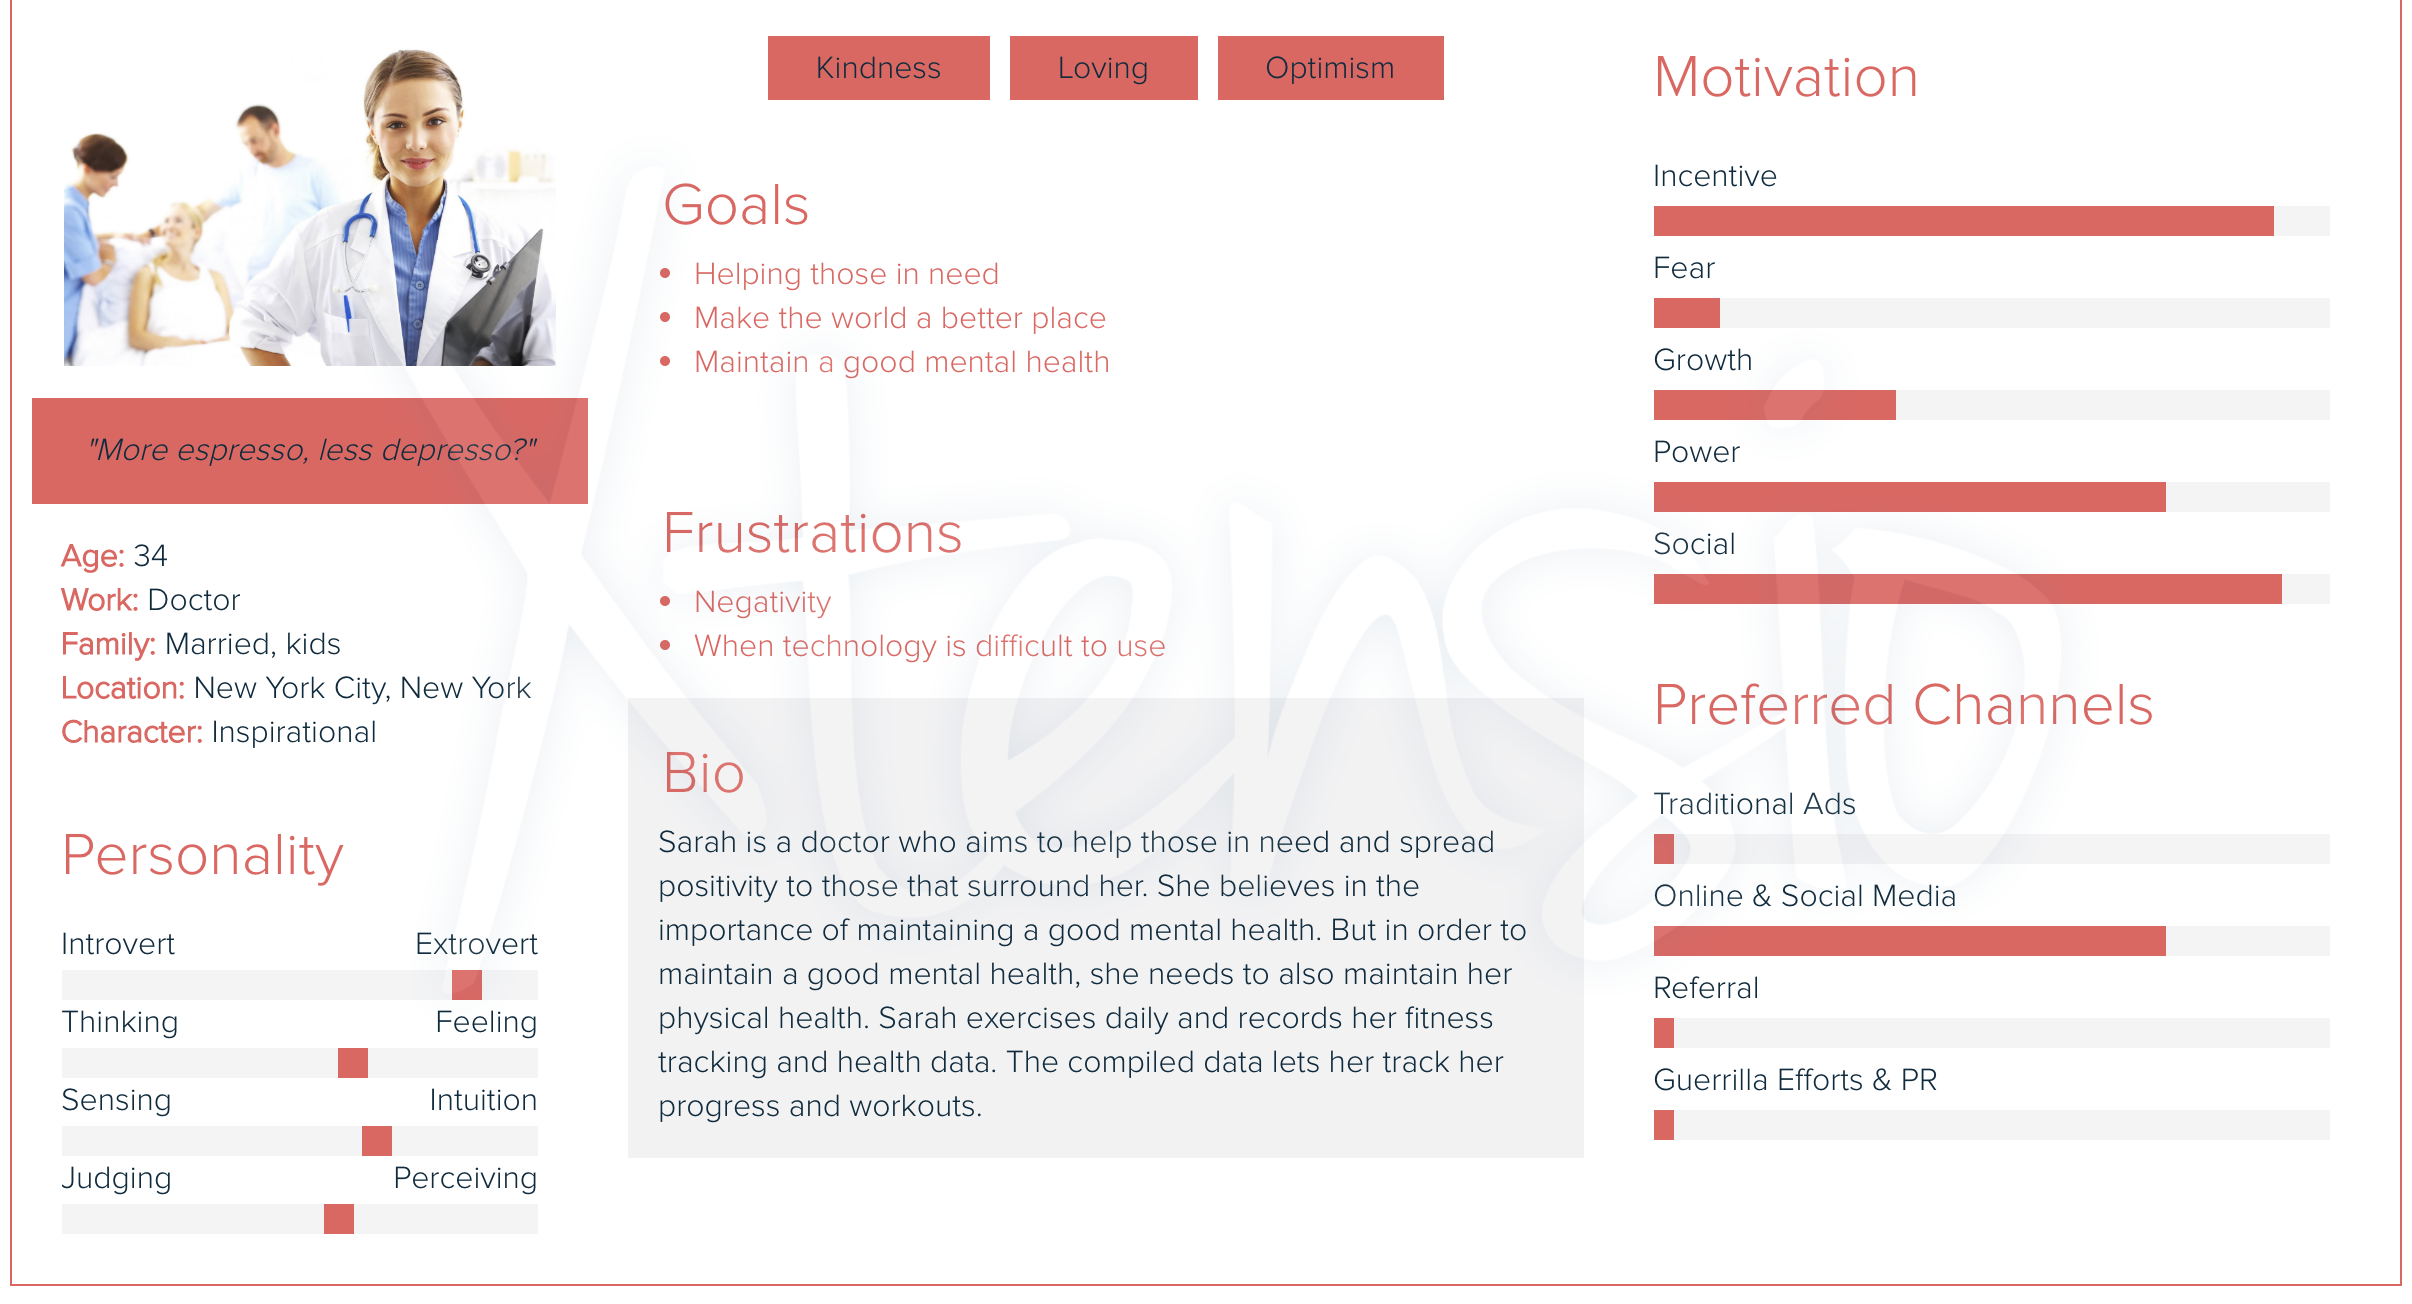 Kindness
Loving
Optimism
"More espresso, less depresso?"
Age: 34
Work: Doctor
Family: Married, kids
Location: New York City, New York
Character: Inspirational
Personality
Introvert Extrovert
Thinking Feeling
Sensing Intuition
Judging Perceiving
Goals
Helping those in need
Make the world a better place
Maintain a good mental health
Frustrations
Negativity
When technology is difficult to use
Bio
Sarah is a doctor who aims to help those in need and spread
positivity to those that surround her. She believes in the
importance of maintaining a good mental health. But in order to
maintain a good mental health, she needs to also maintain her
physical health. Sarah exercises daily and records her fitness
tracking and health data. The compiled data lets her track her
progress and workouts.
Motivation
Incentive
Fear
Growth
Power
Social
Preferred Channels
Traditional Ads
Online & Social Media
Referral
Guerrilla Efforts & PR
Xtensio